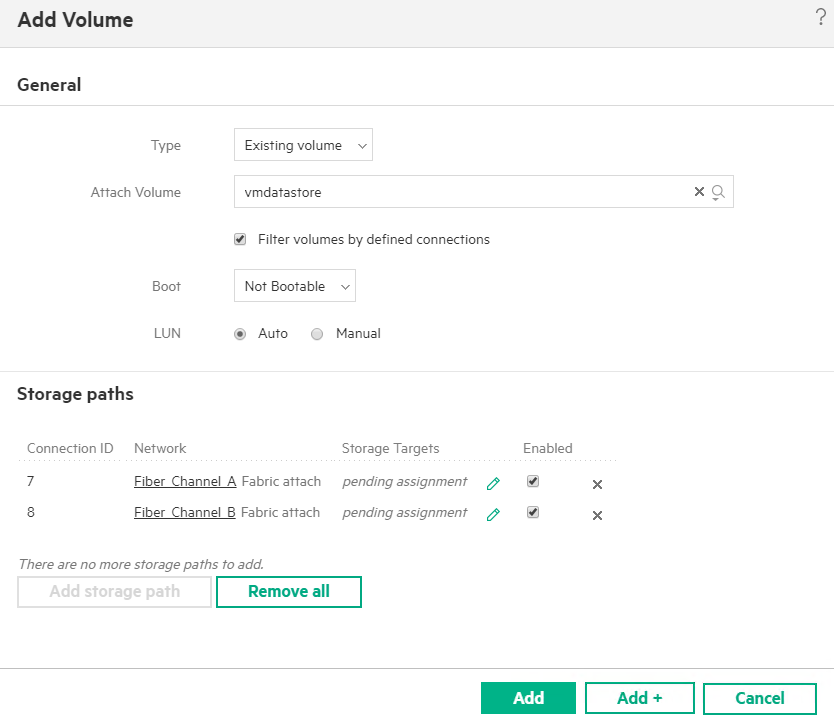 Add Volume ?
General
Type Existing volume
Attach Volume vmdatastore
Filter volumes by defined connections
Boot Not Bootable
LUN Auto Manual
Storage paths
Connection ID Network Storage Targets Enabled
7 Fiber_Channel_A Fabric attach pending assignment
8 Fiber_Channel_B Fabric attach pending assignment
There are no more storage paths to add.
Add storage path Remove all
Add Add + Cancel